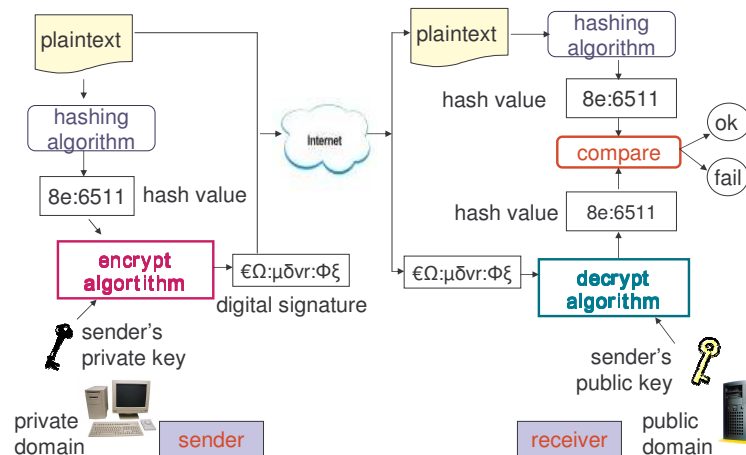 plaintext
hashing
algorithm
8e:6511
hash value
encrypt
algortithm
€Ω:μδvr:Φξ
digital signature
sender's
private key
private
domain
sender
Internet
plaintext
hashing
algorithm
hash value
8e:6511
compare
ok
fail
hash value
8e:6511
€Ω:μδvr:Φξ
decrypt
algorithm
sender's
public key
receiver
public
domain